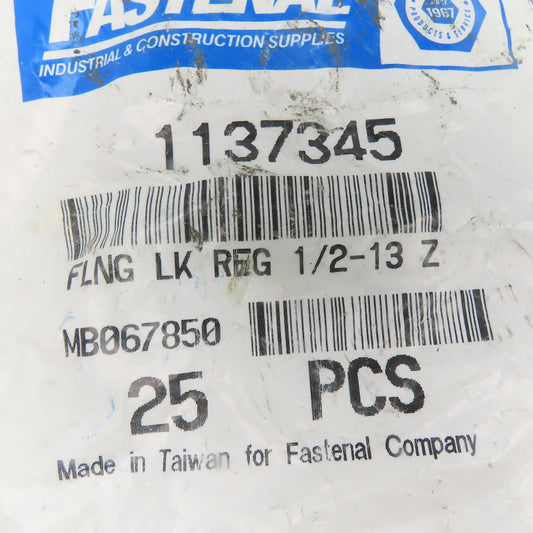 FASTENAL
INDUSTRIAL & CONSTRUCTION SUPPLIES
1967
PRODUCTS & SERVICE
1137345
FLNG LK REG 1/2-13 Z
MB067850
25 PCS
Made in Taiwan for Fastenal Company